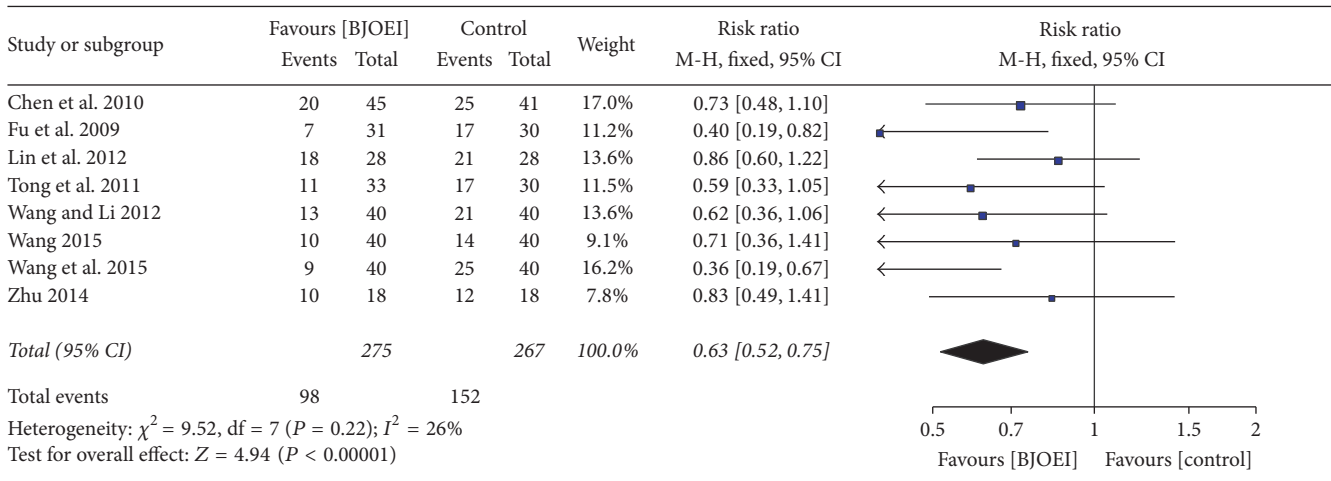 Study or subgroup Favours [BJOEI] Control Weight Risk ratio Risk ratio
Events Total Events Total M-H, fixed, 95% CI M-H, fixed, 95% CI
Chen et al. 2010 20 45 25 41 17.0% 0.73 [0.48, 1.10]
Fu et al. 2009 7 31 17 30 11.2% 0.40 [0.19, 0.82]
Lin et al. 2012 18 28 21 28 13.6% 0.86 [0.60, 1.22]
Tong et al. 2011 11 33 17 30 11.5% 0.59 [0.33, 1.05]
Wang and Li 2012 13 40 21 40 13.6% 0.62 [0.36, 1.06]
Wang 2015 10 40 14 40 9.1% 0.71 [0.36, 1.41]
Wang et al. 2015 9 40 25 40 16.2% 0.36 [0.19, 0.67]
Zhu 2014 10 18 12 18 7.8% 0.83 [0.49, 1.41]
Total (95% CI) 275 267 100.0% 0.63 [0.52, 0.75]
Total events 98 152
Heterogeneity: χ² = 9.52, df = 7 (P = 0.22); I² = 26%
Test for overall effect: Z = 4.94 (P < 0.00001)
0.5 0.7 1 1.5 2
Favours [BJOEI] Favours [control]